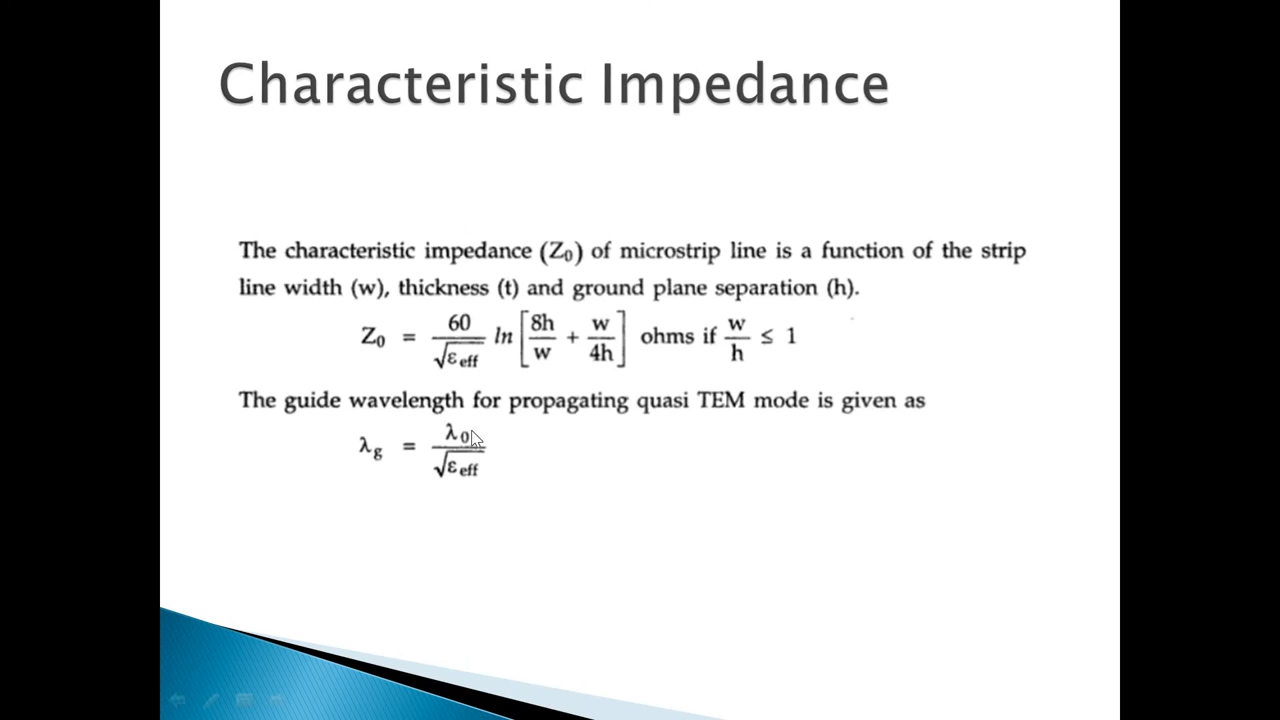 Characteristic Impedance
The characteristic impedance (Z₀) of microstrip line is a function of the strip
line width (w), thickness (t) and ground plane separation (h).
Z₀ = 60/√ε eff ln [8h/w + w/4h] ohms if w/h ≤ 1
The guide wavelength for propagating quasi TEM mode is given as
λg = λ₀/√ε eff